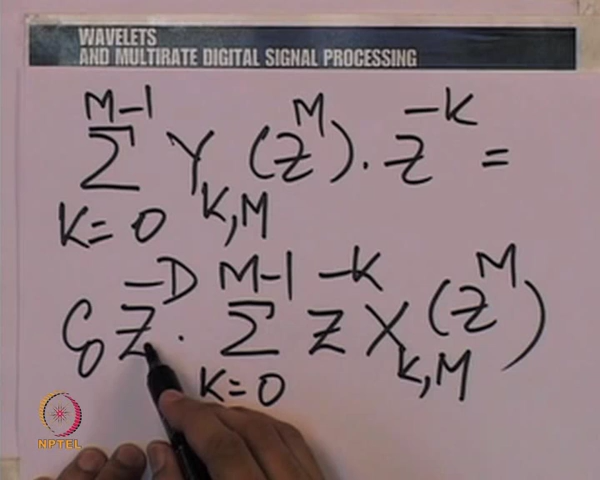 WAVELETS
AND MULTIRATE DIGITAL SIGNAL PROCESSING
M-1
Σ Y (Z^M) . Z^-K =
K=0 K,M
-D M-1 -K M
Z . Σ Z X (Z )
K=0 K,M
NPTEL